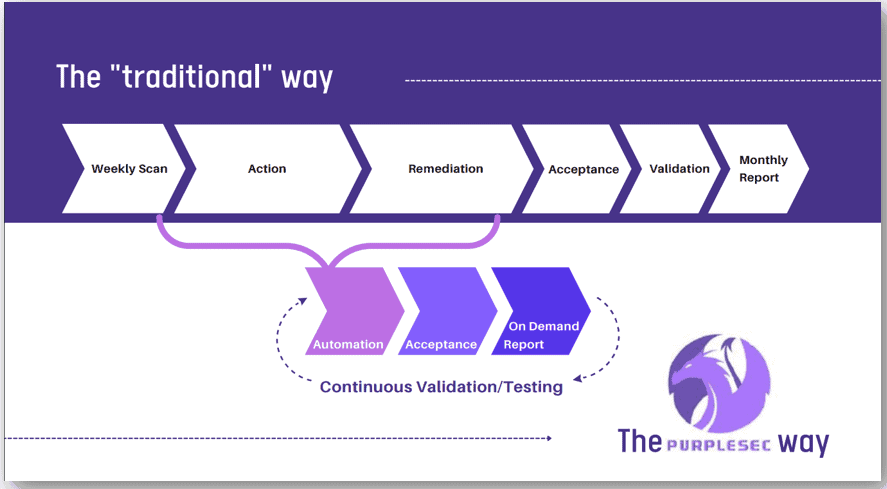 The "traditional" way
Weekly Scan
Action
Remediation
Acceptance
Validation
Monthly
Report
Automation
Acceptance
On Demand
Report
Continuous Validation/Testing
The PURPLESEC way